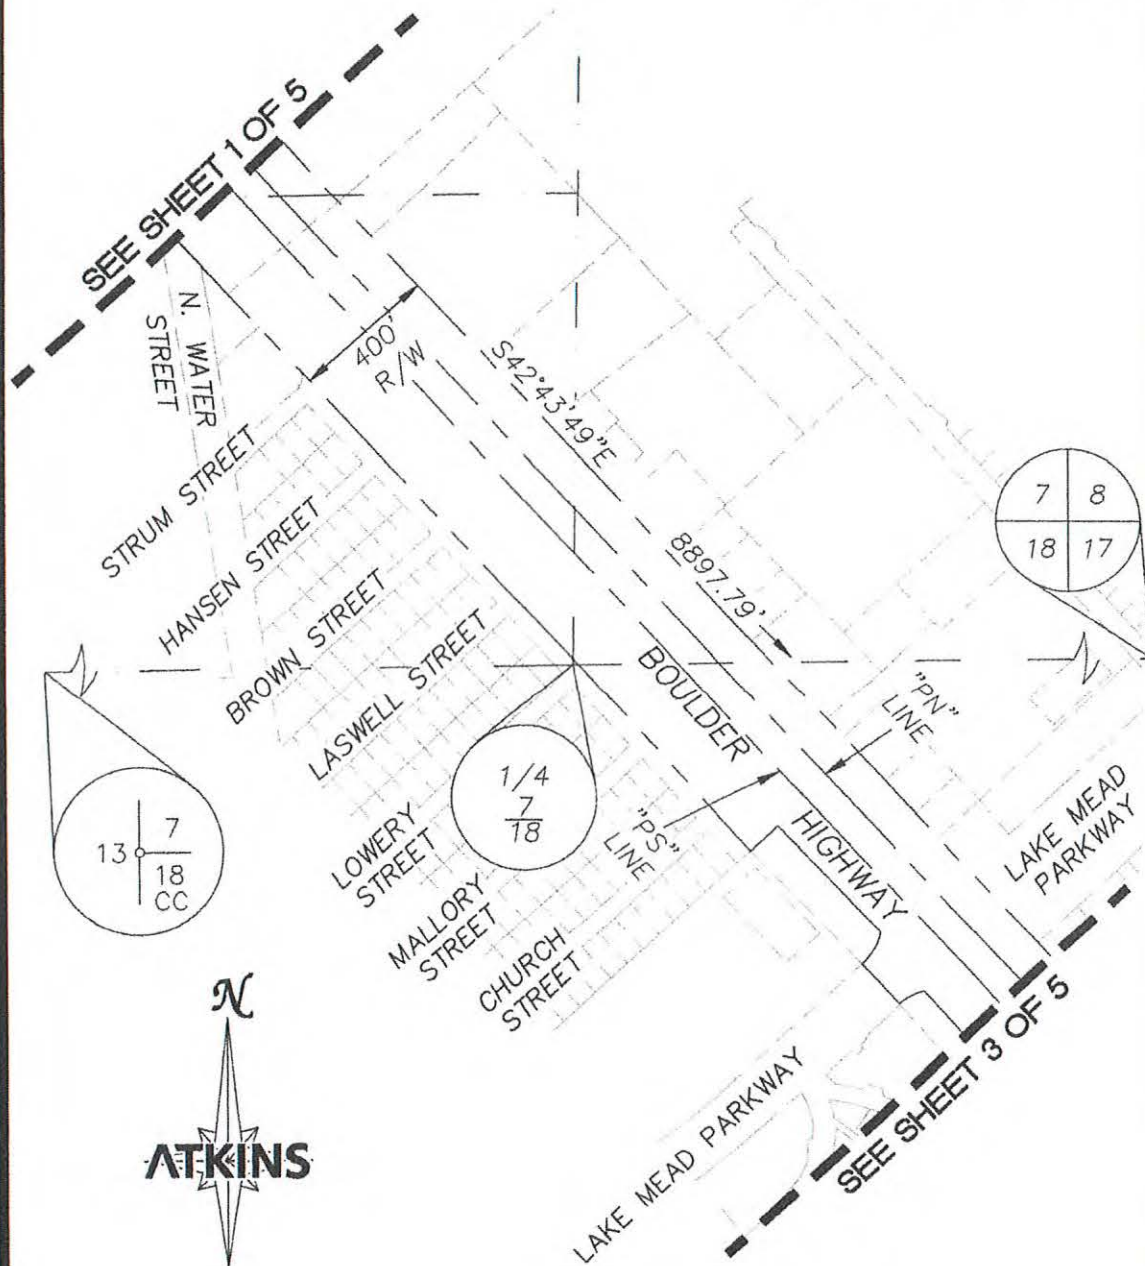 SEE SHEET 1 OF 5
N. WATER
STREET
400'
R/W
S42°43'49"E
8897.79'
STRUM STREET
HANSEN STREET
BROWN STREET
LASWELL STREET
LOWERY
STREET
MALLORY
STREET
CHURCH
STREET
BOULDER
HIGHWAY
"PN"
LINE
"PS"
LINE
7 8
18 17
1/4
7
18
13 7
18
CC
LAKE MEAD
PARKWAY
LAKE MEAD PARKWAY
SEE SHEET 3 OF 5
N
ATKINS